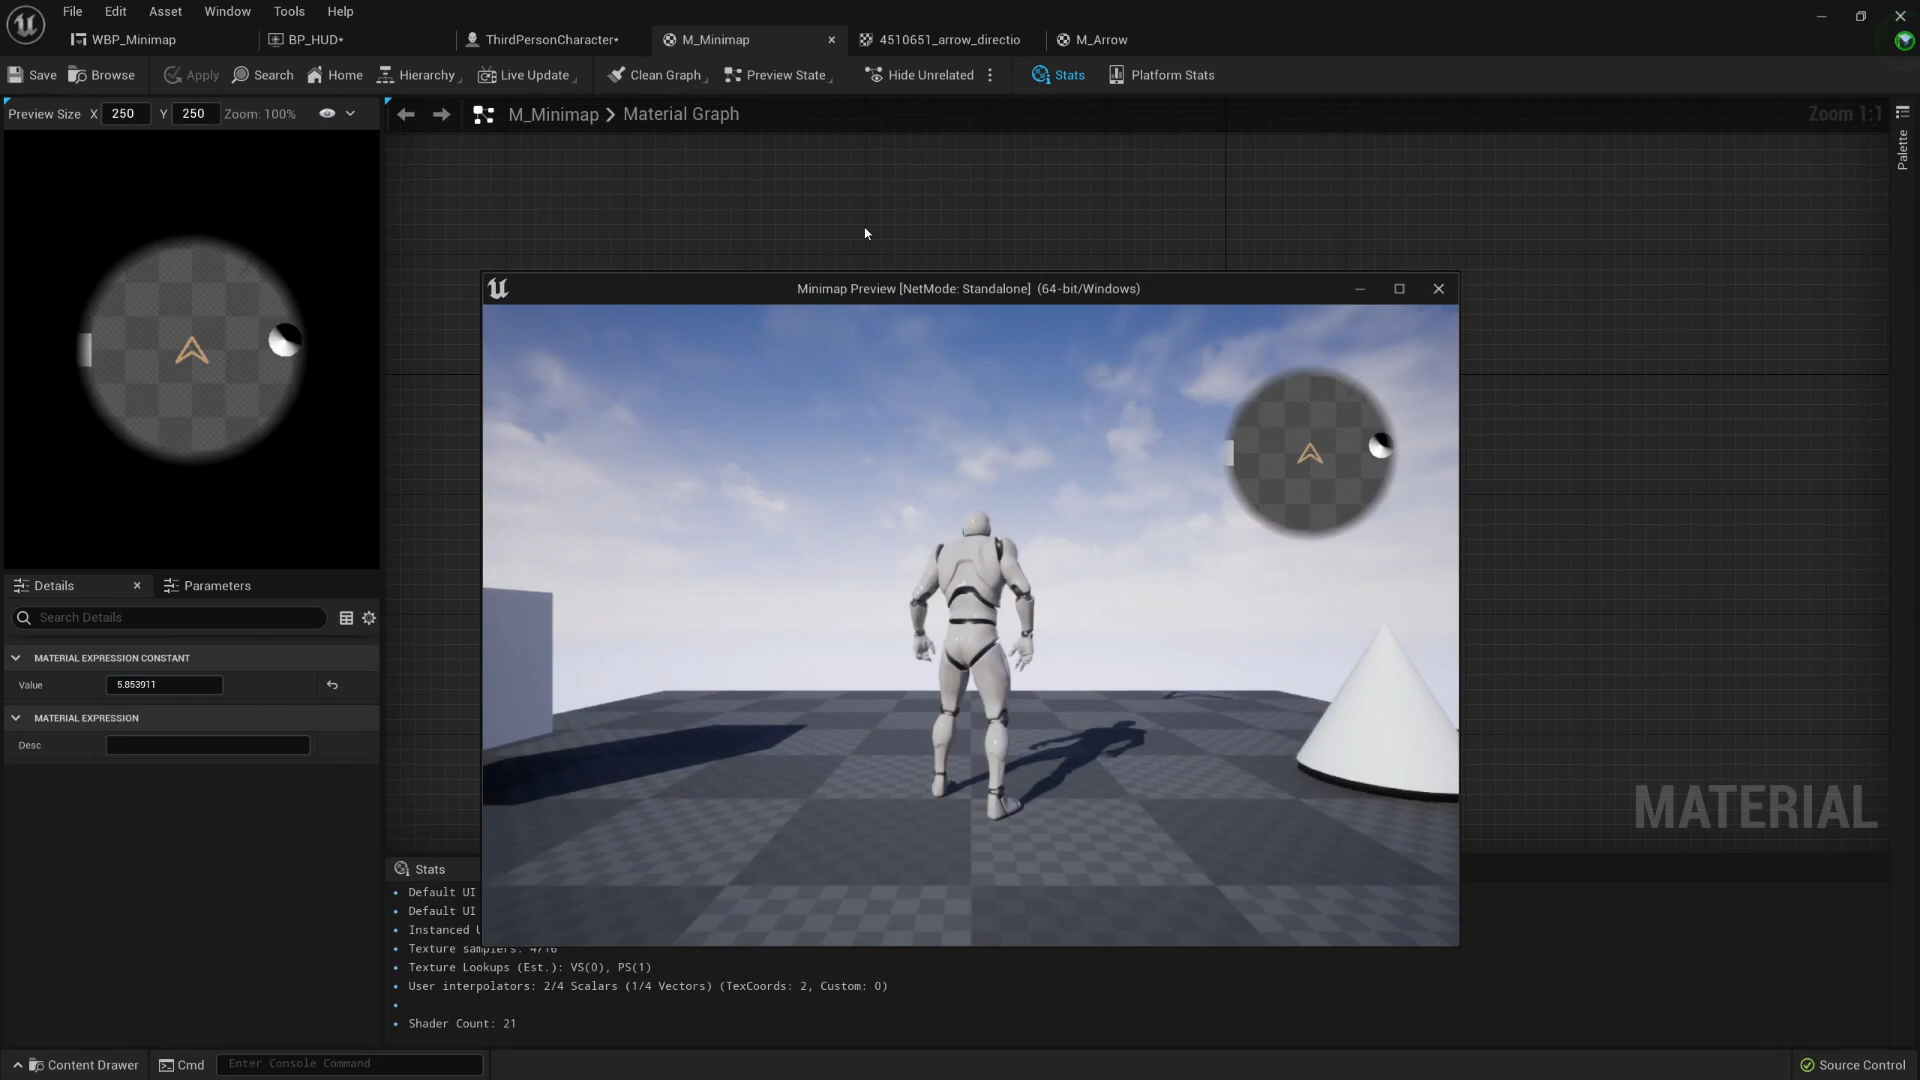 File Edit Asset Window Tools Help
WBP_Minimap BP_HUD* ThirdPersonCharacter* M_Minimap 4510651_arrow_directio M_Arrow
Save Browse Apply Search Home Hierarchy Live Update Clean Graph Preview State Hide Unrelated Stats Platform Stats
Preview Size X 250 Y 250 Zoom: 100%
M_Minimap > Material Graph
Zoom 1:1
Palette
Minimap Preview [NetMode: Standalone] (64-bit/Windows)
Details Parameters
Search Details
MATERIAL EXPRESSION CONSTANT
Value 5.853911
MATERIAL EXPRESSION
Desc
MATERIAL
Stats
Default UI
Default UI
Instanced U
Texture samplers: 4/16
Texture Lookups (Est.): VS(0), PS(1)
User interpolators: 2/4 Scalars (1/4 Vectors) (TexCoords: 2, Custom: 0)
Shader Count: 21
Content Drawer Cmd Enter Console Command Source Control